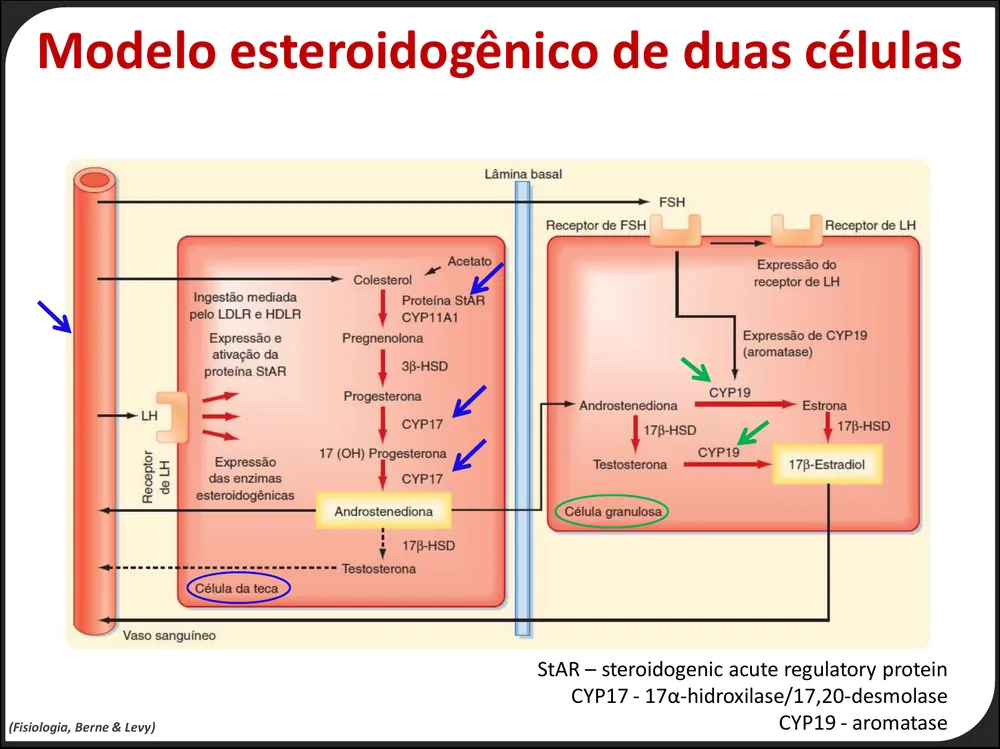 Modelo esteroidogênico de duas células
Lâmina basal
FSH
Receptor de FSH
Receptor de LH
Expressão do
receptor de LH
Expressão de CYP19
(aromatase)
Acetato
Colesterol
Ingestão mediada
pelo LDLR e HDLR
Proteína StAR
CYP11A1
Expressão e
ativação da
proteína StAR
Pregnenolona
3β-HSD
Progesterona
LH
Receptor
de LH
CYP17
17 (OH) Progesterona
Expressão
das enzimas
esteroidogênicas
CYP17
Androstenediona
17β-HSD
Testosterona
Célula da teca
Vaso sanguíneo
CYP19
Androstenediona
Estrona
17β-HSD
17β-HSD
CYP19
Testosterona
17β-Estradiol
Célula granulosa
StAR – steroidogenic acute regulatory protein
CYP17 - 17α-hidroxilase/17,20-desmolase
CYP19 - aromatase
(Fisiologia, Berne & Levy)